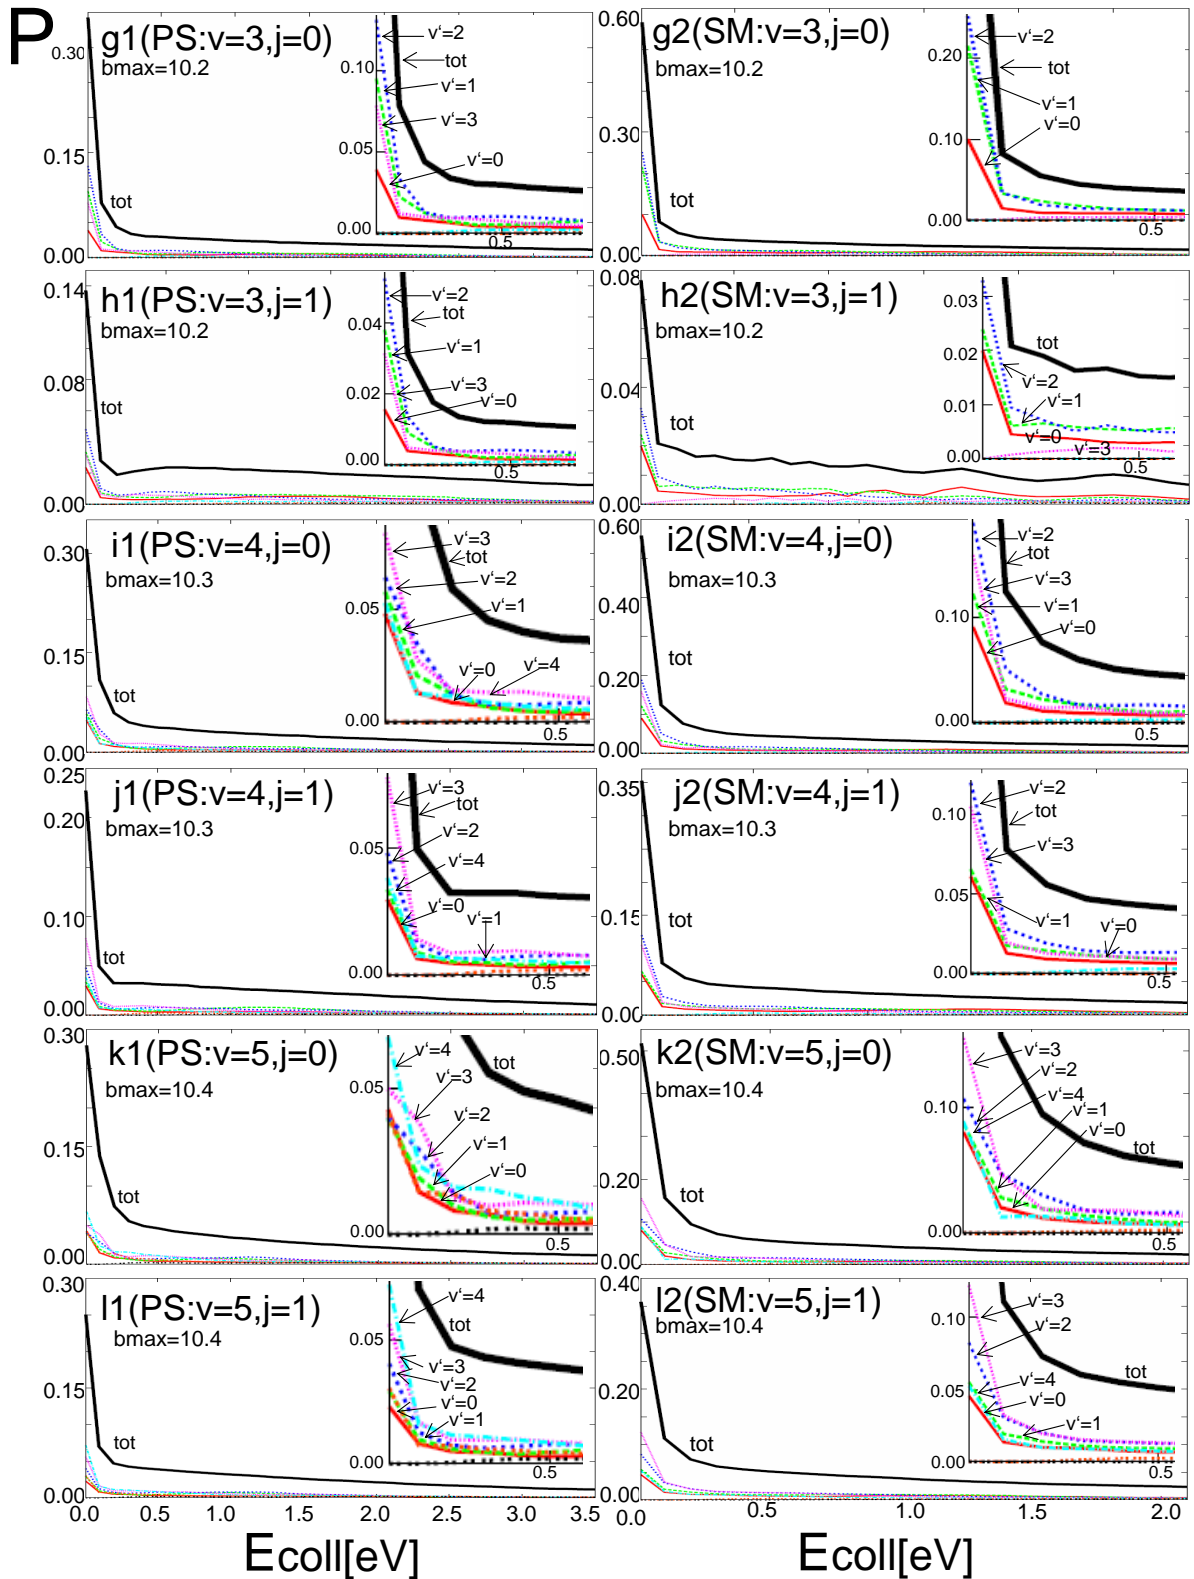 P
g1(PS:v=3,j=0)
bmax=10.2
0.30
0.15
0.00
tot
0.10
0.05
0.00
v'=2
tot
v'=1
v'=3
v'=0
0.5
g2(SM:v=3,j=0)
bmax=10.2
0.60
0.30
0.00
tot
0.20
0.10
0.00
v'=2
tot
v'=1
v'=0
0.5
h1(PS:v=3,j=1)
bmax=10.2
0.14
0.08
0.00
tot
0.04
0.02
0.00
v'=2
tot
v'=1
v'=3
v'=0
0.5
h2(SM:v=3,j=1)
bmax=10.2
0.08
0.04
0.00
tot
0.03
0.02
0.01
0.00
tot
v'=2
v'=1
v'=0
v'=3
0.5
i1(PS:v=4,j=0)
bmax=10.3
0.30
0.15
0.00
tot
0.05
0.00
v'=3
tot
v'=2
v'=1
v'=0
v'=4
0.5
i2(SM:v=4,j=0)
bmax=10.3
0.60
0.40
0.20
0.00
tot
0.10
0.00
v'=2
tot
v'=3
v'=1
v'=0
0.5
j1(PS:v=4,j=1)
bmax=10.3
0.25
0.20
0.10
0.00
tot
0.05
0.00
v'=3
tot
v'=2
v'=4
v'=0
v'=1
0.5
j2(SM:v=4,j=1)
bmax=10.3
0.30
0.15
0.00
tot
0.10
0.05
0.00
v'=2
tot
v'=3
v'=1
v'=0
0.5
k1(PS:v=5,j=0)
bmax=10.4
0.30
0.15
0.00
tot
0.05
0.00
v'=4
v'=3
v'=2
v'=1
v'=0
tot
0.5
k2(SM:v=5,j=0)
bmax=10.4
0.50
0.20
0.00
tot
0.10
0.00
v'=3
v'=2
v'=4
v'=1
v'=0
tot
0.5
l1(PS:v=5,j=1)
bmax=10.4
0.30
0.20
0.10
0.00
tot
0.05
0.00
v'=4
tot
v'=3
v'=2
v'=0
v'=1
0.5
l2(SM:v=5,j=1)
bmax=10.4
0.40
0.20
0.00
tot
0.10
0.05
0.00
v'=3
v'=2
v'=4
v'=0
v'=1
tot
0.5
0.0 0.5 1.0 1.5 2.0 2.5 3.0 3.5
0.0 0.5 1.0 1.5 2.0
Ecoll[eV]
Ecoll[eV]